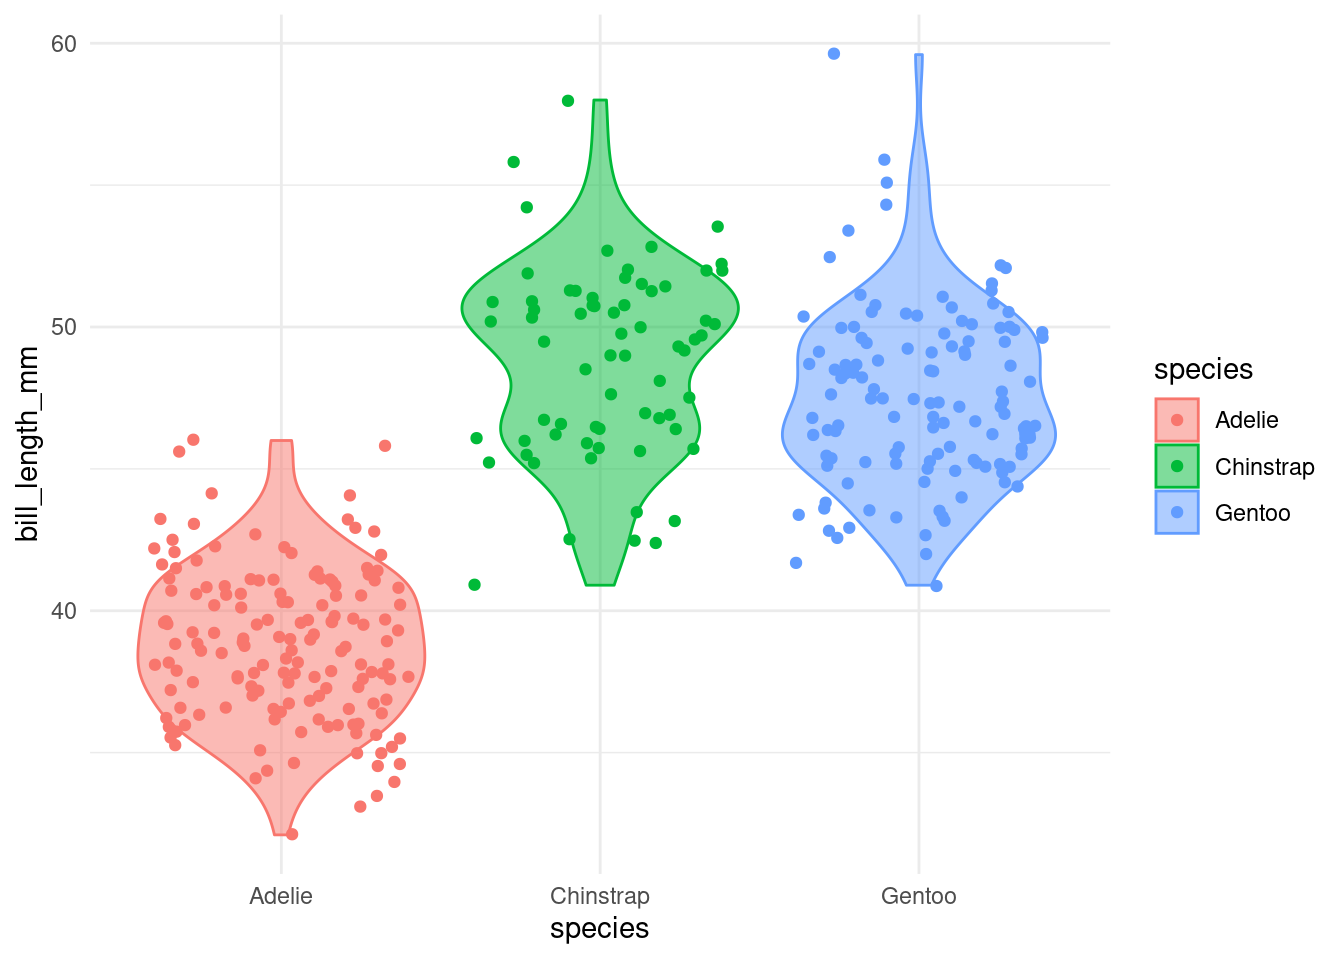 60
50
40
bill_length_mm
Adelie
Chinstrap
Gentoo
species
species
Adelie
Chinstrap
Gentoo